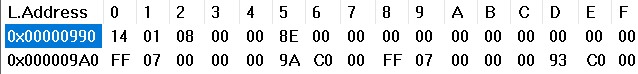 L.Address 0 1 2 3 4 5 6 7 8 9 A B C D E F
0x00000990 14 01 08 00 00 8E 00 00 00 00 00 00 00 00 00 00
0x000009A0 FF 07 00 00 00 9A C0 00 FF 07 00 00 00 93 C0 00